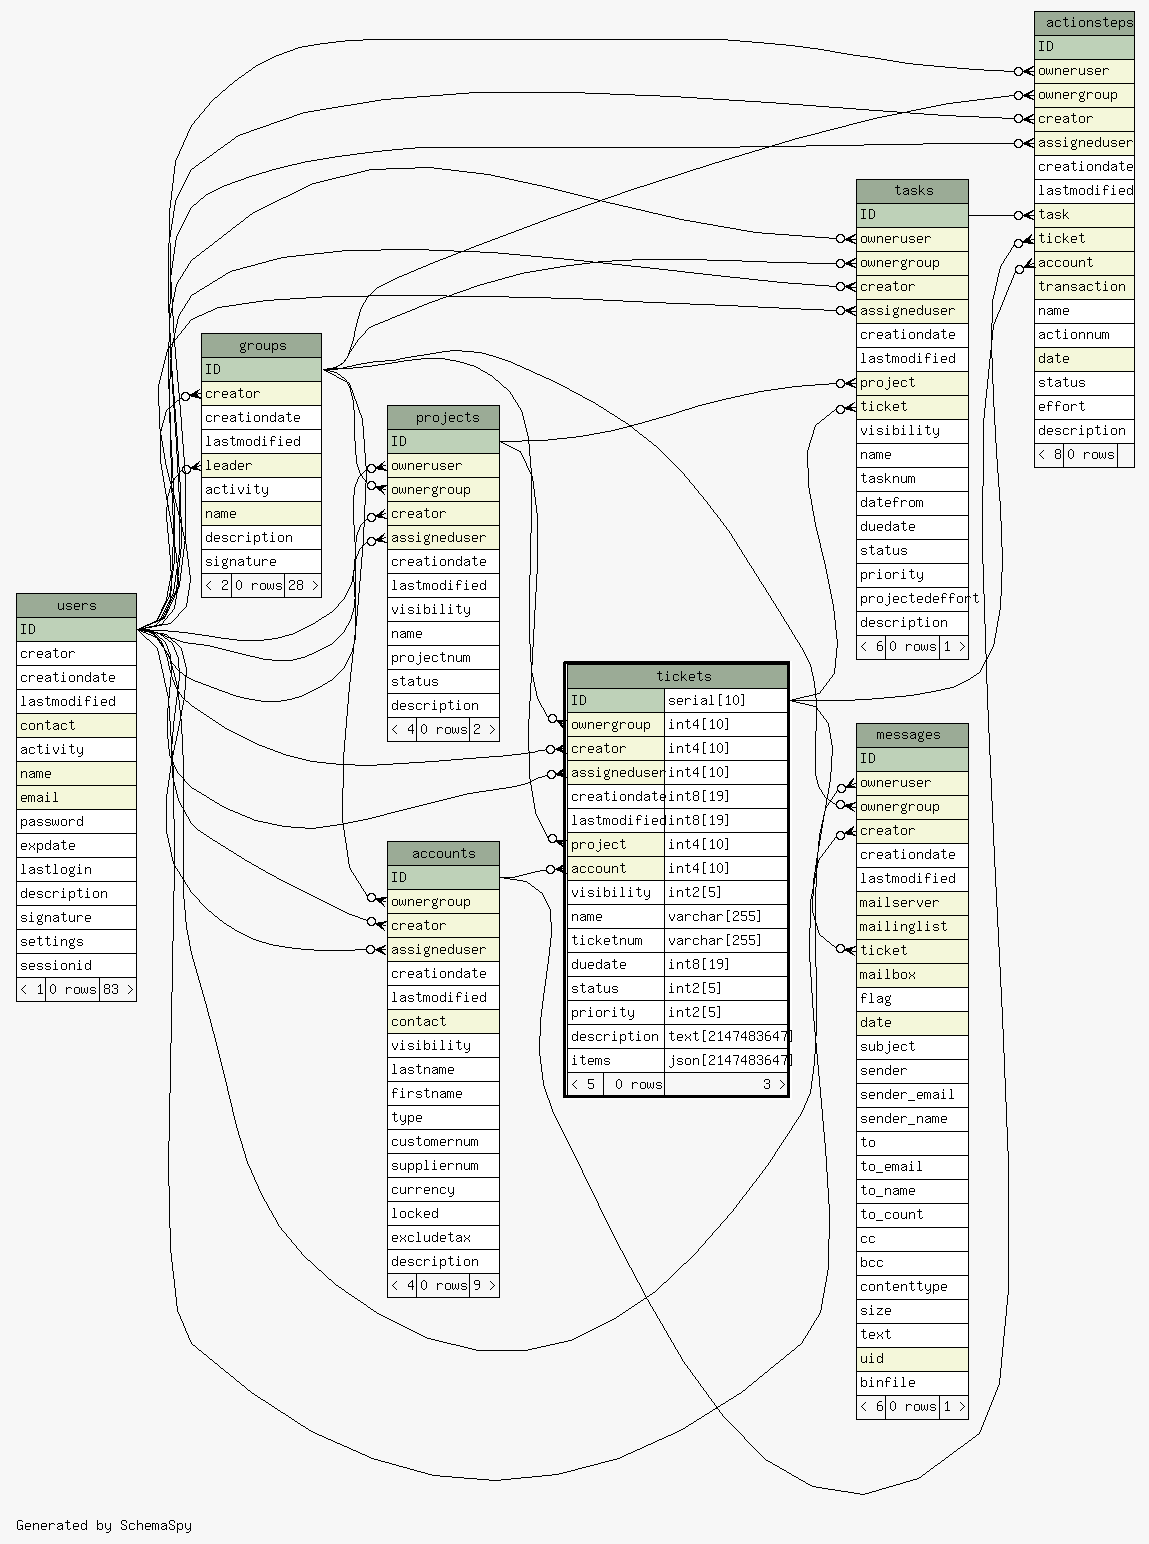 actionsteps
ID
owneruser
ownergroup
creator
assigneduser
creationdate
lastmodified
task
ticket
account
transaction
name
actionnum
date
status
effort
description
< 8 0 rows
tasks
ID
owneruser
ownergroup
creator
assigneduser
creationdate
lastmodified
project
ticket
visibility
name
tasknum
datefrom
duedate
status
priority
projectedeffort
description
< 6 0 rows 1 >
groups
ID
creator
creationdate
lastmodified
leader
activity
name
description
signature
< 2 0 rows 28 >
projects
ID
owneruser
ownergroup
creator
assigneduser
creationdate
lastmodified
visibility
name
projectnum
status
description
< 4 0 rows 2 >
users
ID
creator
creationdate
lastmodified
contact
activity
name
email
password
expdate
lastlogin
description
signature
settings
sessionid
< 1 0 rows 83 >
tickets
ID serial[10]
ownergroup int4[10]
creator int4[10]
assigneduser int4[10]
creationdate int8[19]
lastmodified int8[19]
project int4[10]
account int4[10]
visibility int2[5]
name varchar[255]
ticketnum varchar[255]
duedate int8[19]
status int2[5]
priority int2[5]
description text[2147483647]
items json[2147483647]
< 5 0 rows 3 >
messages
ID
owneruser
ownergroup
creator
creationdate
lastmodified
mailserver
mailinglist
ticket
mailbox
flag
date
subject
sender
sender_email
sender_name
to
to_email
to_name
to_count
cc
bcc
contenttype
size
text
uid
binfile
< 6 0 rows 1 >
accounts
ID
ownergroup
creator
assigneduser
creationdate
lastmodified
contact
visibility
lastname
firstname
type
customernum
suppliernum
currency
locked
excludetax
description
< 4 0 rows 9 >
Generated by SchemaSpy